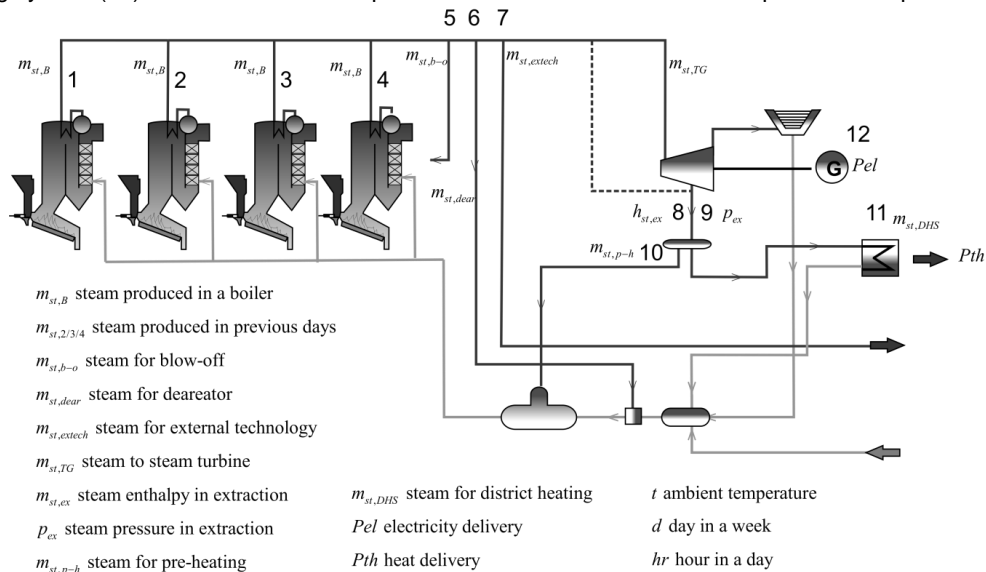 5 6 7
m_st,B m_st,B m_st,B m_st,B m_st,b-o m_st,extech m_st,TG
1 2 3 4
12
G Pel
m_st,dear
h_st,ex 8 9 p_ex
11 m_st,DHS
m_st,p-h 10
Pth
m_st,B steam produced in a boiler
m_st,2/3/4 steam produced in previous days
m_st,b-o steam for blow-off
m_st,dear steam for deareator
m_st,extech steam for external technology
m_st,TG steam to steam turbine
m_st,ex steam enthalpy in extraction
p_ex steam pressure in extraction
m_st,p-h steam for pre-heating
m_st,DHS steam for district heating
Pel electricity delivery
Pth heat delivery
t ambient temperature
d day in a week
hr hour in a day